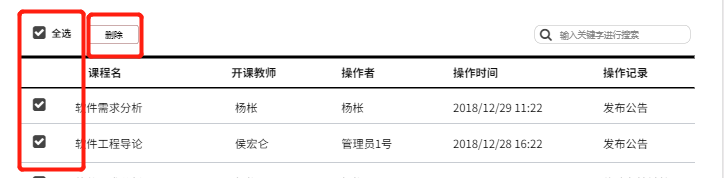 全选 删除 输入关键字进行搜索
课程名 开课教师 操作者 操作时间 操作记录
软件需求分析 杨枨 杨枨 2018/12/29 11:22 发布公告
软件工程导论 侯宏仑 管理员1号 2018/12/28 16:22 发布公告